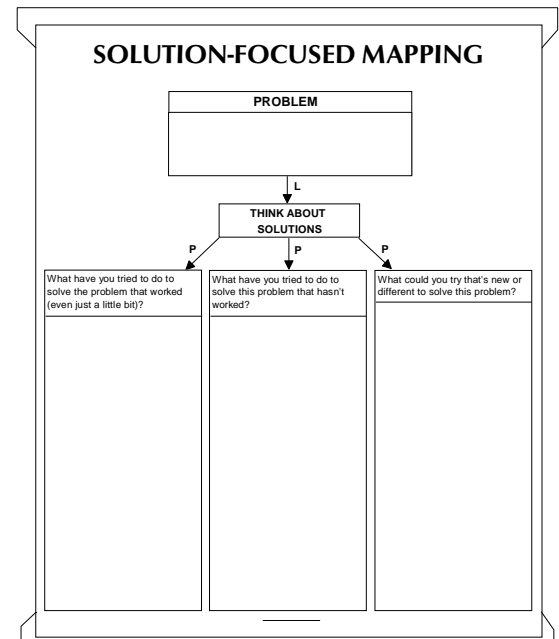 SOLUTION-FOCUSED MAPPING
PROBLEM
L
THINK ABOUT
SOLUTIONS
P
P
P
What have you tried to do to
solve the problem that worked
(even just a little bit)?
What have you tried to do to
solve this problem that hasn't
worked?
What could you try that's new or
different to solve this problem?